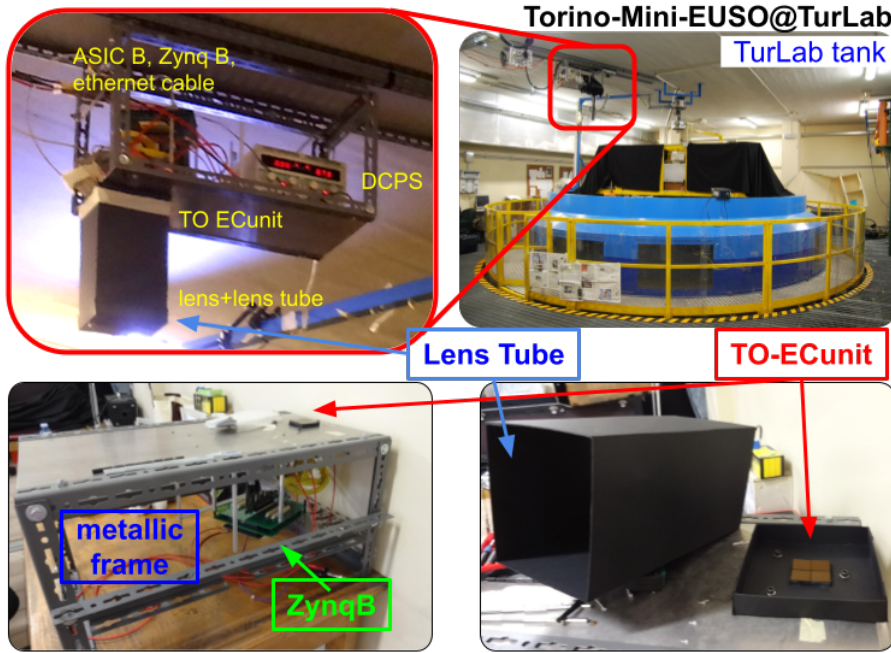 Torino-Mini-EUSO@TurLab
TurLab tank
ASIC B, Zynq B,
ethernet cable
DCPS
TO ECunit
lens+lens tube
Lens Tube
TO-ECunit
metallic
frame
ZynqB